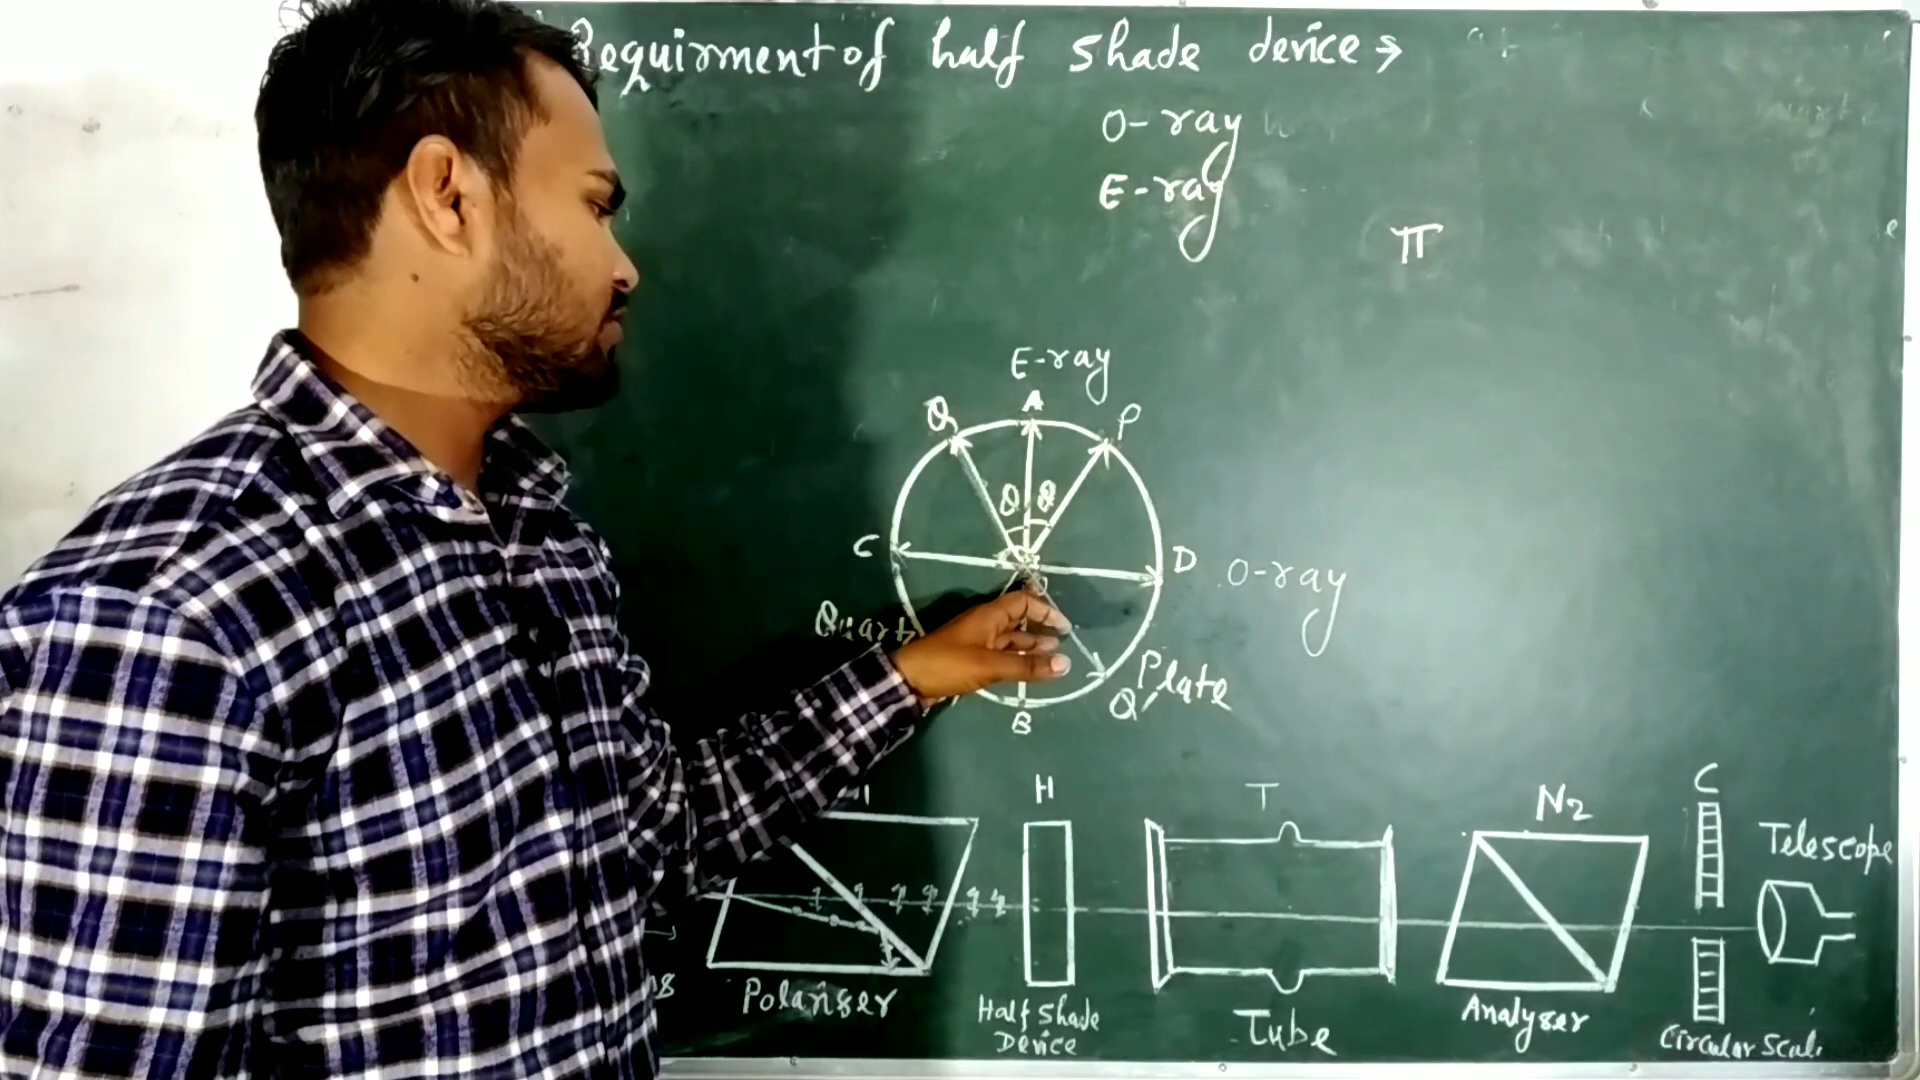 Requirment of half shade device →
O-ray
E-ray
π
E-ray
A
Q
P
θ θ
C
D
O-ray
Quart
Plate
Q'
B
H
T
N2
C
Telescope
Polariser
Half Shade
Device
Tube
Analyser
Circular Scale